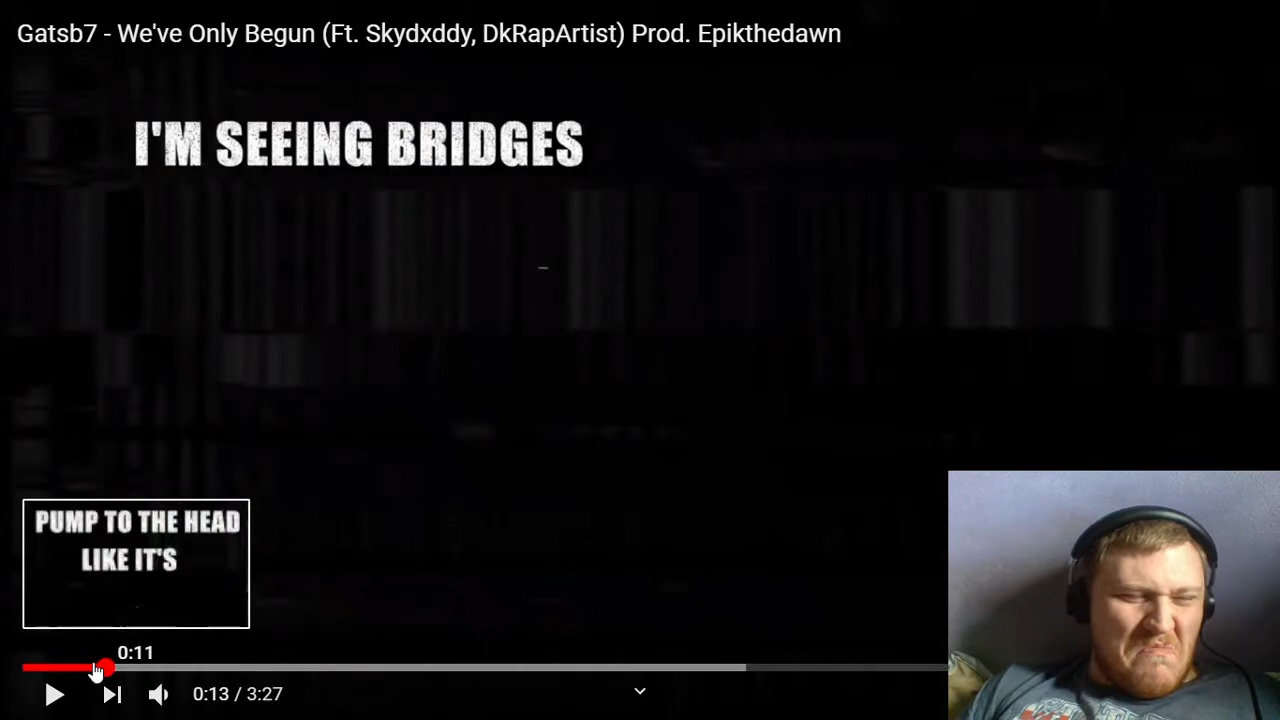 Gatsb7 - We've Only Begun (Ft. Skydxddy, DkRapArtist) Prod. Epikthedawn
I'M SEEING BRIDGES
PUMP TO THE HEAD
LIKE IT'S
0:11
0:13 / 3:27